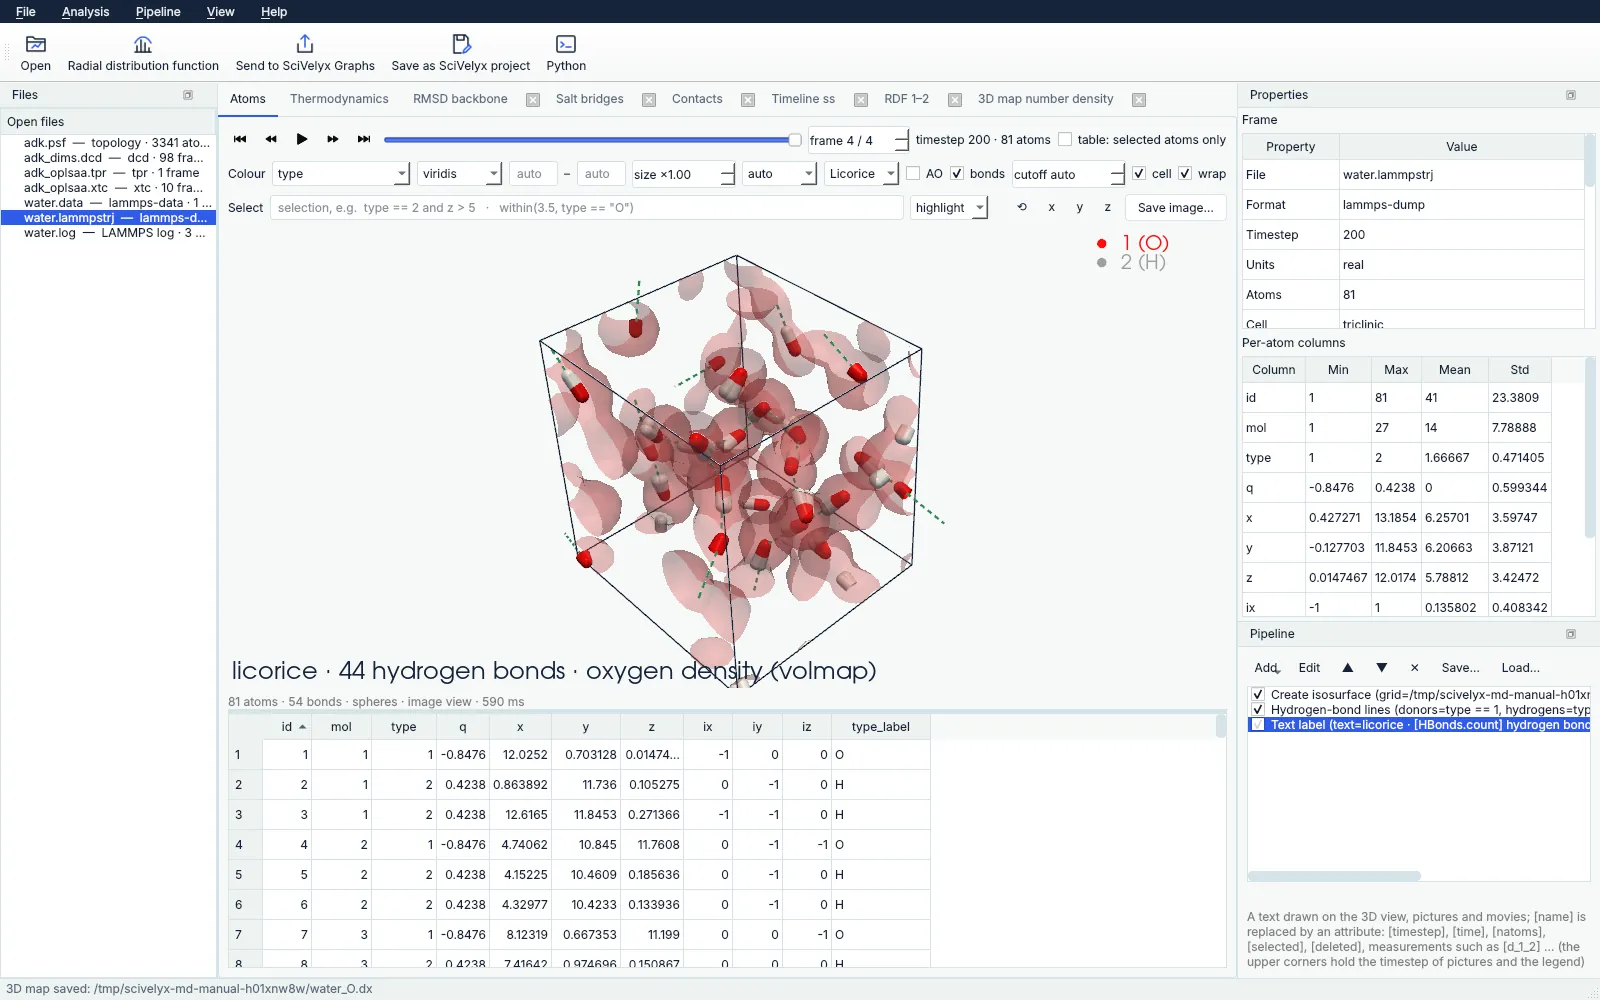 File Analysis Pipeline View Help
Open Radial distribution function Send to SciVelyx Graphs Save as SciVelyx project Python
Files
Open files
adk.psf — topology · 3341 ato...
adk_dims.dcd — dcd · 98 fra...
adk_oplsaa.tpr — tpr · 1 frame
adk_oplsaa.xtc — xtc · 10 fra...
water.data — lammps-data · 1 ...
water.lammpstrj — lammps-d...
water.log — LAMMPS log · 3 ...
Atoms Thermodynamics RMSD backbone Salt bridges Contacts Timeline ss RDF 1–2 3D map number density
frame 4 / 4 timestep 200 · 81 atoms table: selected atoms only
Colour type viridis auto – auto size ×1.00 auto Licorice AO bonds cutoff auto cell wrap
Select selection, e.g. type == 2 and z > 5 · within(3.5, type == "O") highlight x y z Save image...
1 (O)
2 (H)
licorice · 44 hydrogen bonds · oxygen density (volmap)
81 atoms · 54 bonds · spheres · image view · 590 ms
id mol type q x y z ix iy iz type_label
1 1 1 1 -0.8476 12.0252 0.703128 0.01474... -1 0 0 O
2 2 1 2 0.4238 0.863892 11.736 0.105275 0 -1 0 H
3 3 1 2 0.4238 12.6165 11.8453 0.271366 -1 -1 0 H
4 4 2 1 -0.8476 4.74062 10.845 11.7608 0 -1 -1 O
5 5 2 2 0.4238 4.15225 10.4609 0.185636 0 -1 0 H
6 6 2 2 0.4238 4.32977 10.4233 0.133936 0 -1 0 H
7 7 3 1 -0.8476 8.12319 0.667353 11.199 0 0 -1 O
8 8 3 2 0.4238 7.41642 0.974696 0.150867 0 0 0 H
Properties
Frame
Property Value
File water.lammpstrj
Format lammps-dump
Timestep 200
Units real
Atoms 81
Cell triclinic
Per-atom columns
Column Min Max Mean Std
id 1 81 41 23.3809
mol 1 27 14 7.78888
type 1 2 1.66667 0.471405
q -0.8476 0.4238 0 0.599344
x 0.427271 13.1854 6.25701 3.59747
y -0.127703 11.8453 6.20663 3.87121
z 0.0147467 12.0174 5.78812 3.42472
ix -1 1 0.135802 0.408342
Pipeline
Add Edit ▲ ▼ × Save... Load...
Create isosurface (grid=/tmp/scivelyx-md-manual-h01xn
Hydrogen-bond lines (donors=type == 1, hydrogens=typ
Text label (text=licorice · [HBonds.count] hydrogen bond
A text drawn on the 3D view, pictures and movies; [name] is
replaced by an attribute: [timestep], [time], [natoms],
[selected], [deleted], measurements such as [d_1_2] ... (the
upper corners hold the timestep of pictures and the legend)
3D map saved: /tmp/scivelyx-md-manual-h01xnw8w/water_O.dx